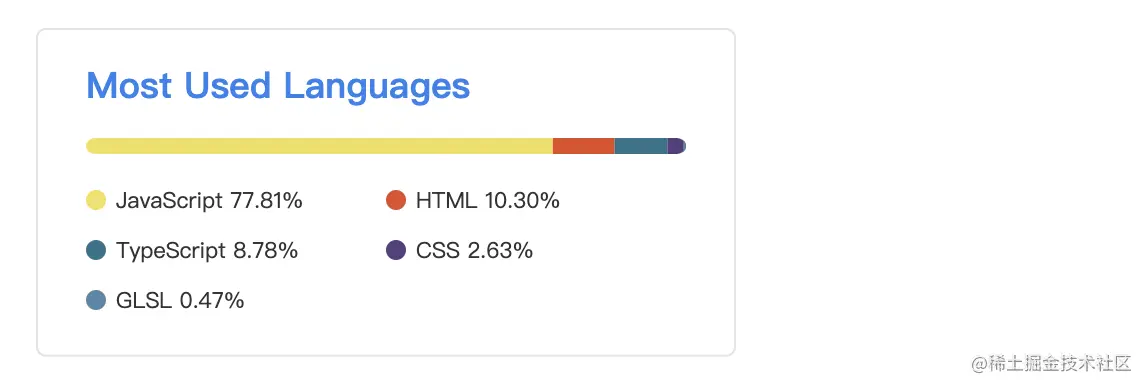 Most Used Languages
JavaScript 77.81% HTML 10.30%
TypeScript 8.78% CSS 2.63%
GLSL 0.47%
@稀土掘金技术社区